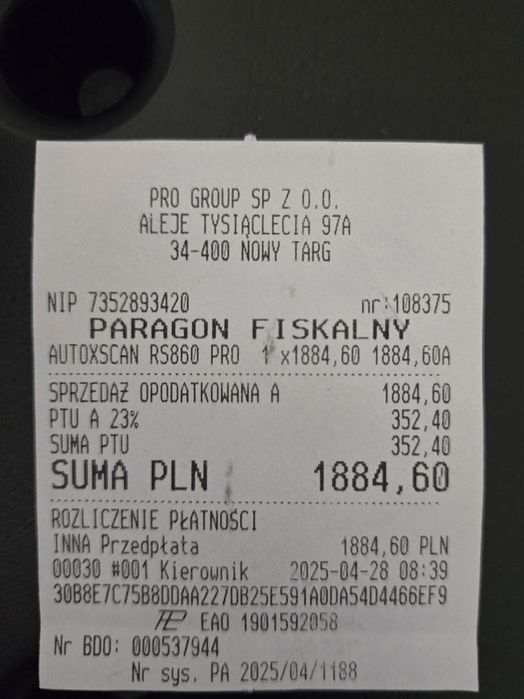 PRO GROUP SP Z O.O.
ALEJE TYSIĄCLECIA 97A
34-400 NOWY TARG
NIP 7352893420 nr:108375
PARAGON FISKALNY
AUTOXSCAN RS860 PRO 1 x1884,60 1884,60A
SPRZEDAŻ OPODATKOWANA A 1884,60
PTU A 23% 352,40
SUMA PTU 352,40
SUMA PLN 1884,60
ROZLICZENIE PŁATNOŚCI
INNA Przedpłata 1884,60 PLN
00030 #001 Kierownik 2025-04-28 08:39
30B8E7C75B8DDAA227DB25E591A0DA54D4466EF9
EAO 1901592058
Nr BDO: 000537944
Nr sys. PA 2025/04/1188